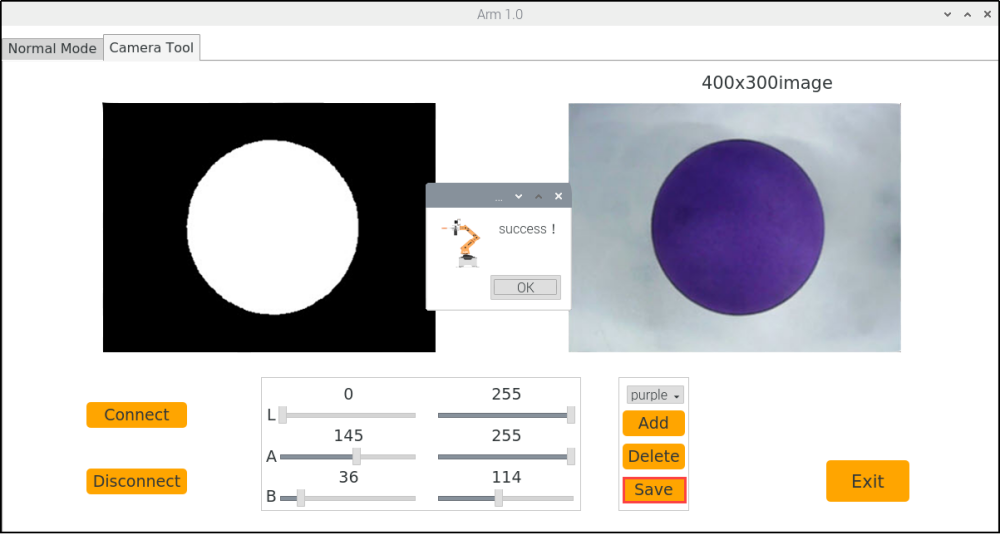 Arm 1.0
Normal Mode
Camera Tool
400x300image
...
success !
OK
0
255
L
145
255
A
36
114
B
Connect
Disconnect
purple
Add
Delete
Save
Exit